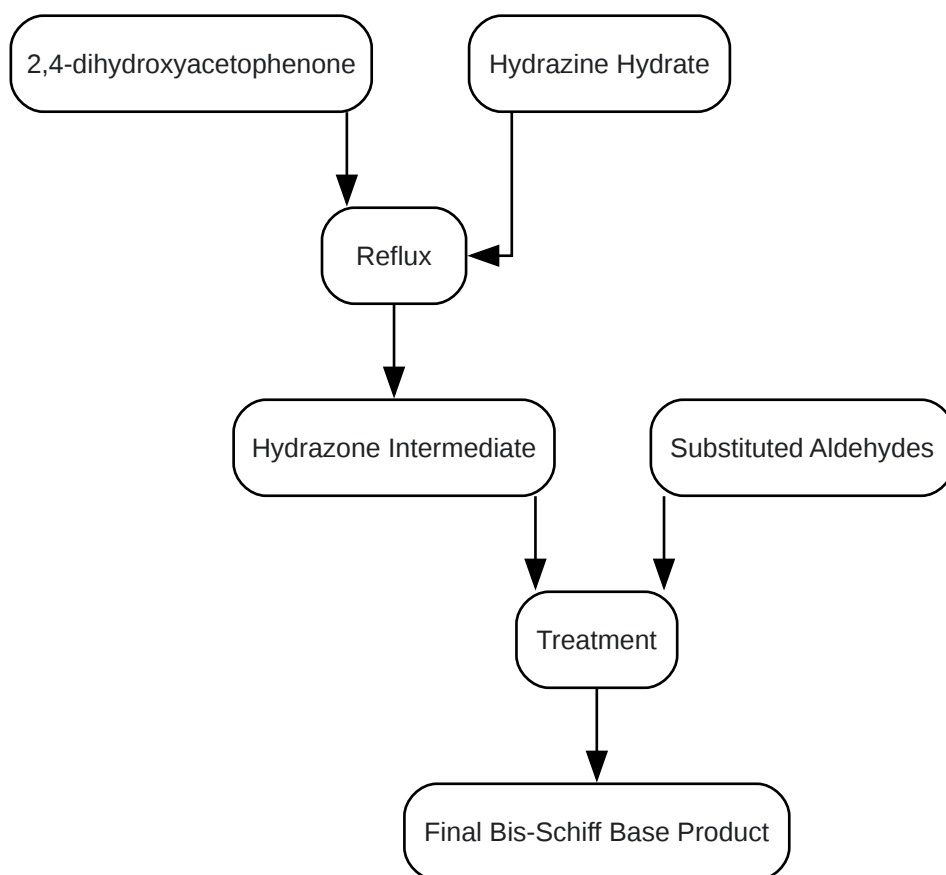 2,4-dihydroxyacetophenone
Hydrazine Hydrate
Reflux
Hydrazone Intermediate
Substituted Aldehydes
Treatment
Final Bis-Schiff Base Product